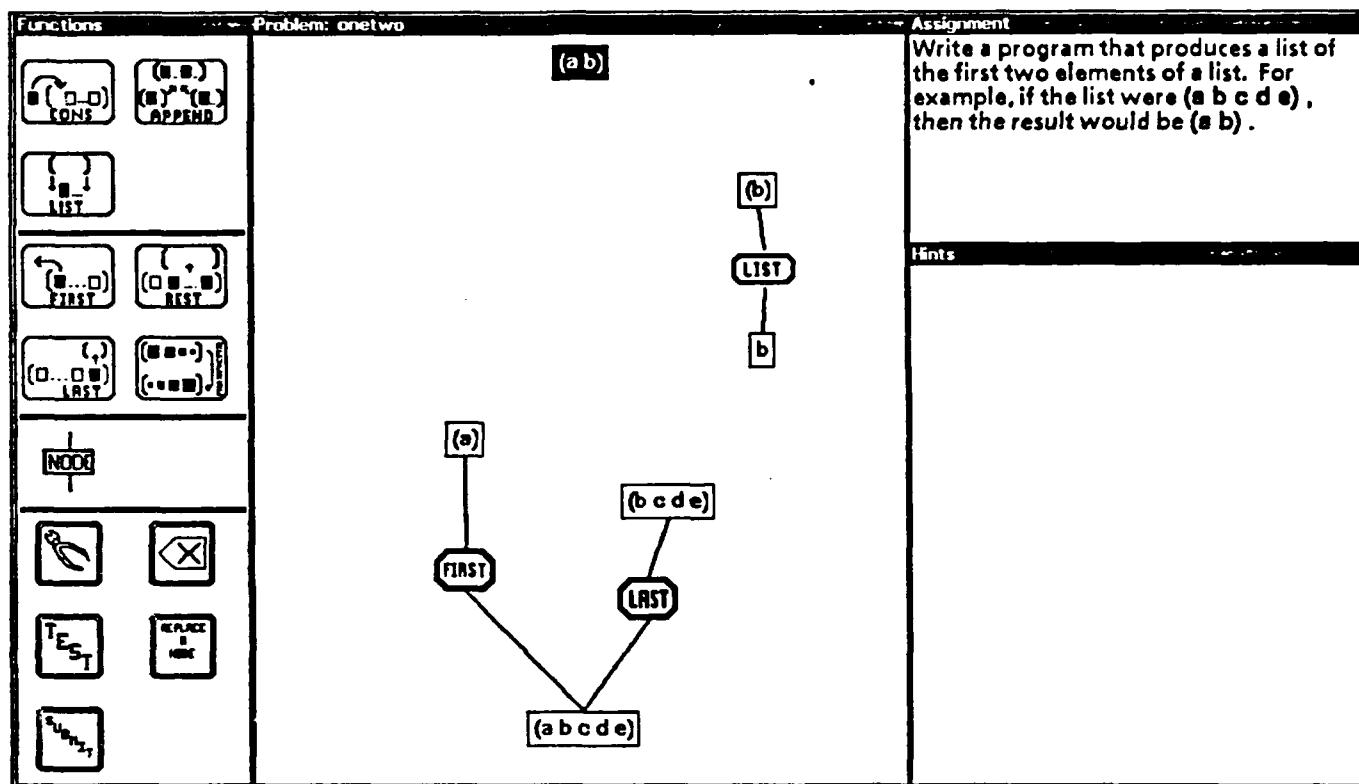 Functions
Problem: onetwo
Assignment
CONS
APPEND
LIST
FIRST
REST
LAST
NODE
TEST
REPLACE
NODE
SUBMIT
(a b)
(b)
LIST
b
(a)
(b c d e)
FIRST
LAST
(a b c d e)
Write a program that produces a list of
the first two elements of a list. For
example, if the list were (a b c d e) ,
then the result would be (a b) .
Hints